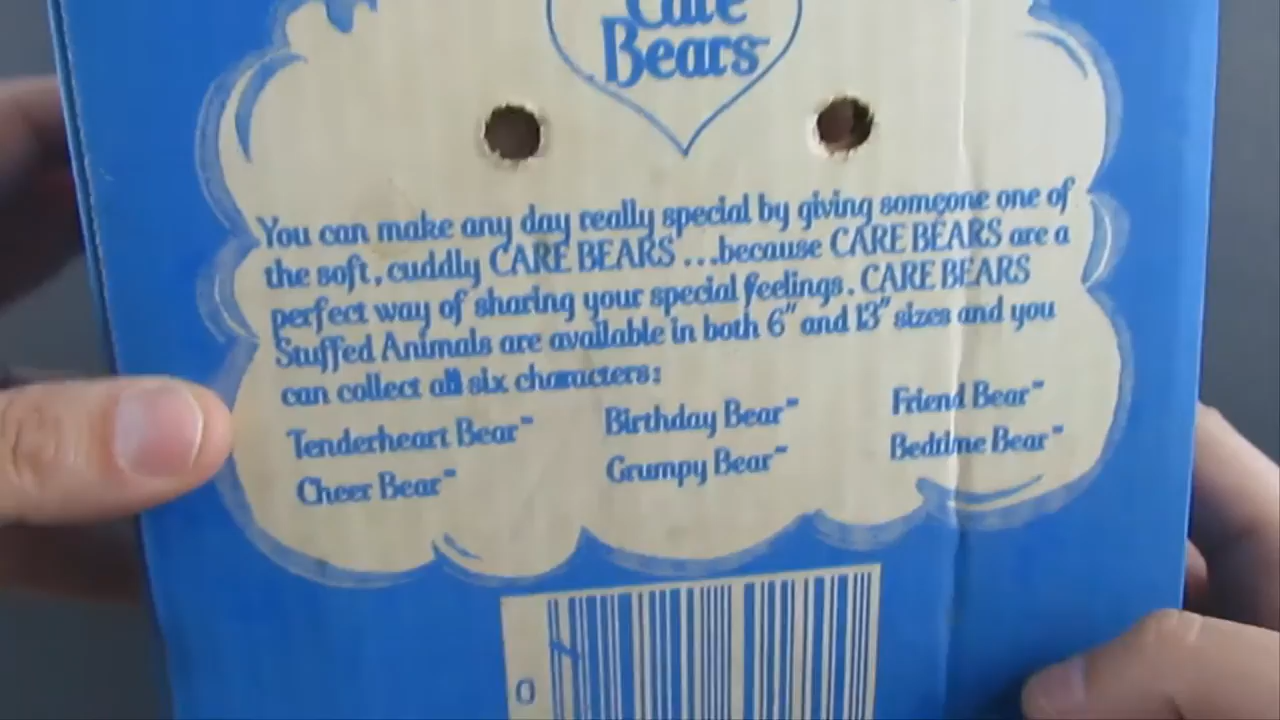 Care
Bears
You can make any day really special by giving someone one of
the soft, cuddly CARE BEARS™...because CARE BEARS are a
perfect way of sharing your special feelings. CARE BEARS
Stuffed Animals are available in both 6" and 13" sizes and you
can collect all six characters:
Tenderheart Bear™ Birthday Bear™ Friend Bear™
Cheer Bear™ Grumpy Bear™ Bedtime Bear™
0